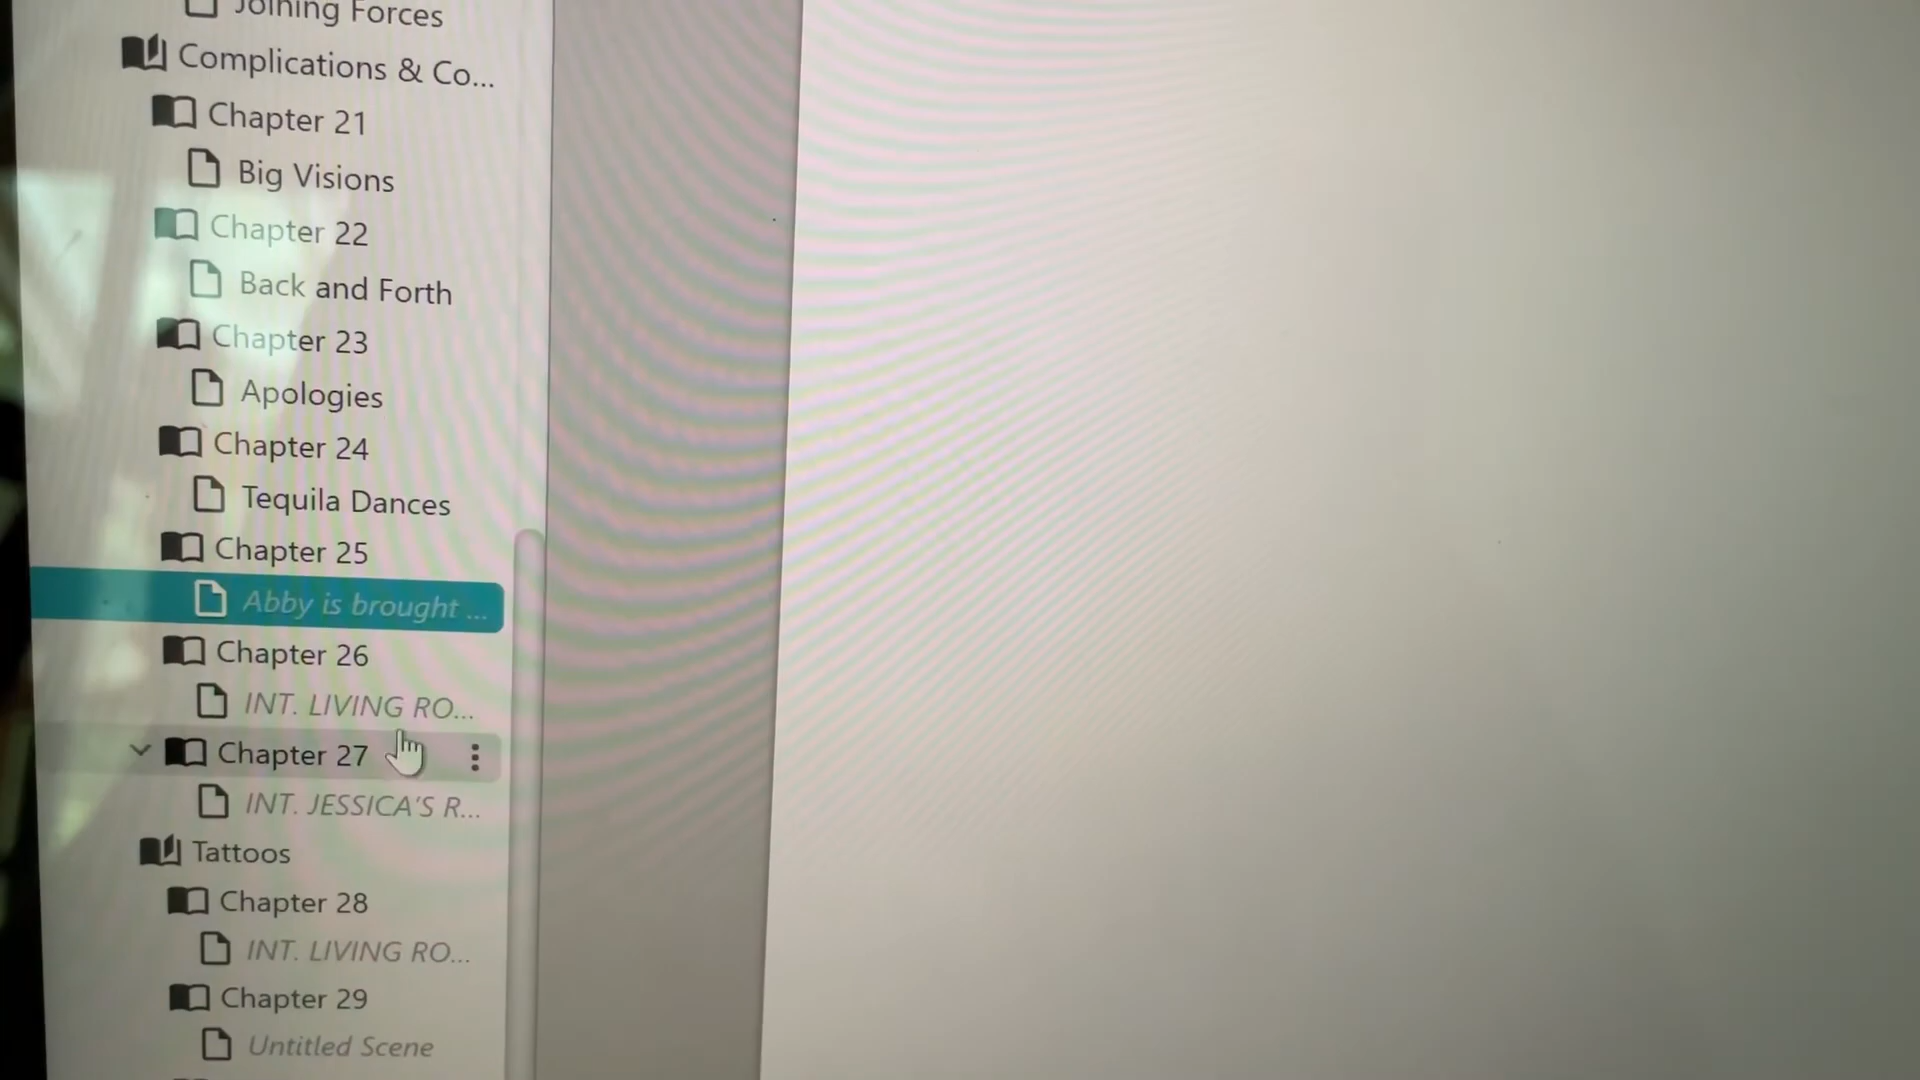 Joining Forces
Complications & Co...
Chapter 21
Big Visions
Chapter 22
Back and Forth
Chapter 23
Apologies
Chapter 24
Tequila Dances
Chapter 25
Abby is brought ...
Chapter 26
INT. LIVING RO...
Chapter 27
INT. JESSICA'S R...
Tattoos
Chapter 28
INT. LIVING RO...
Chapter 29
Untitled Scene